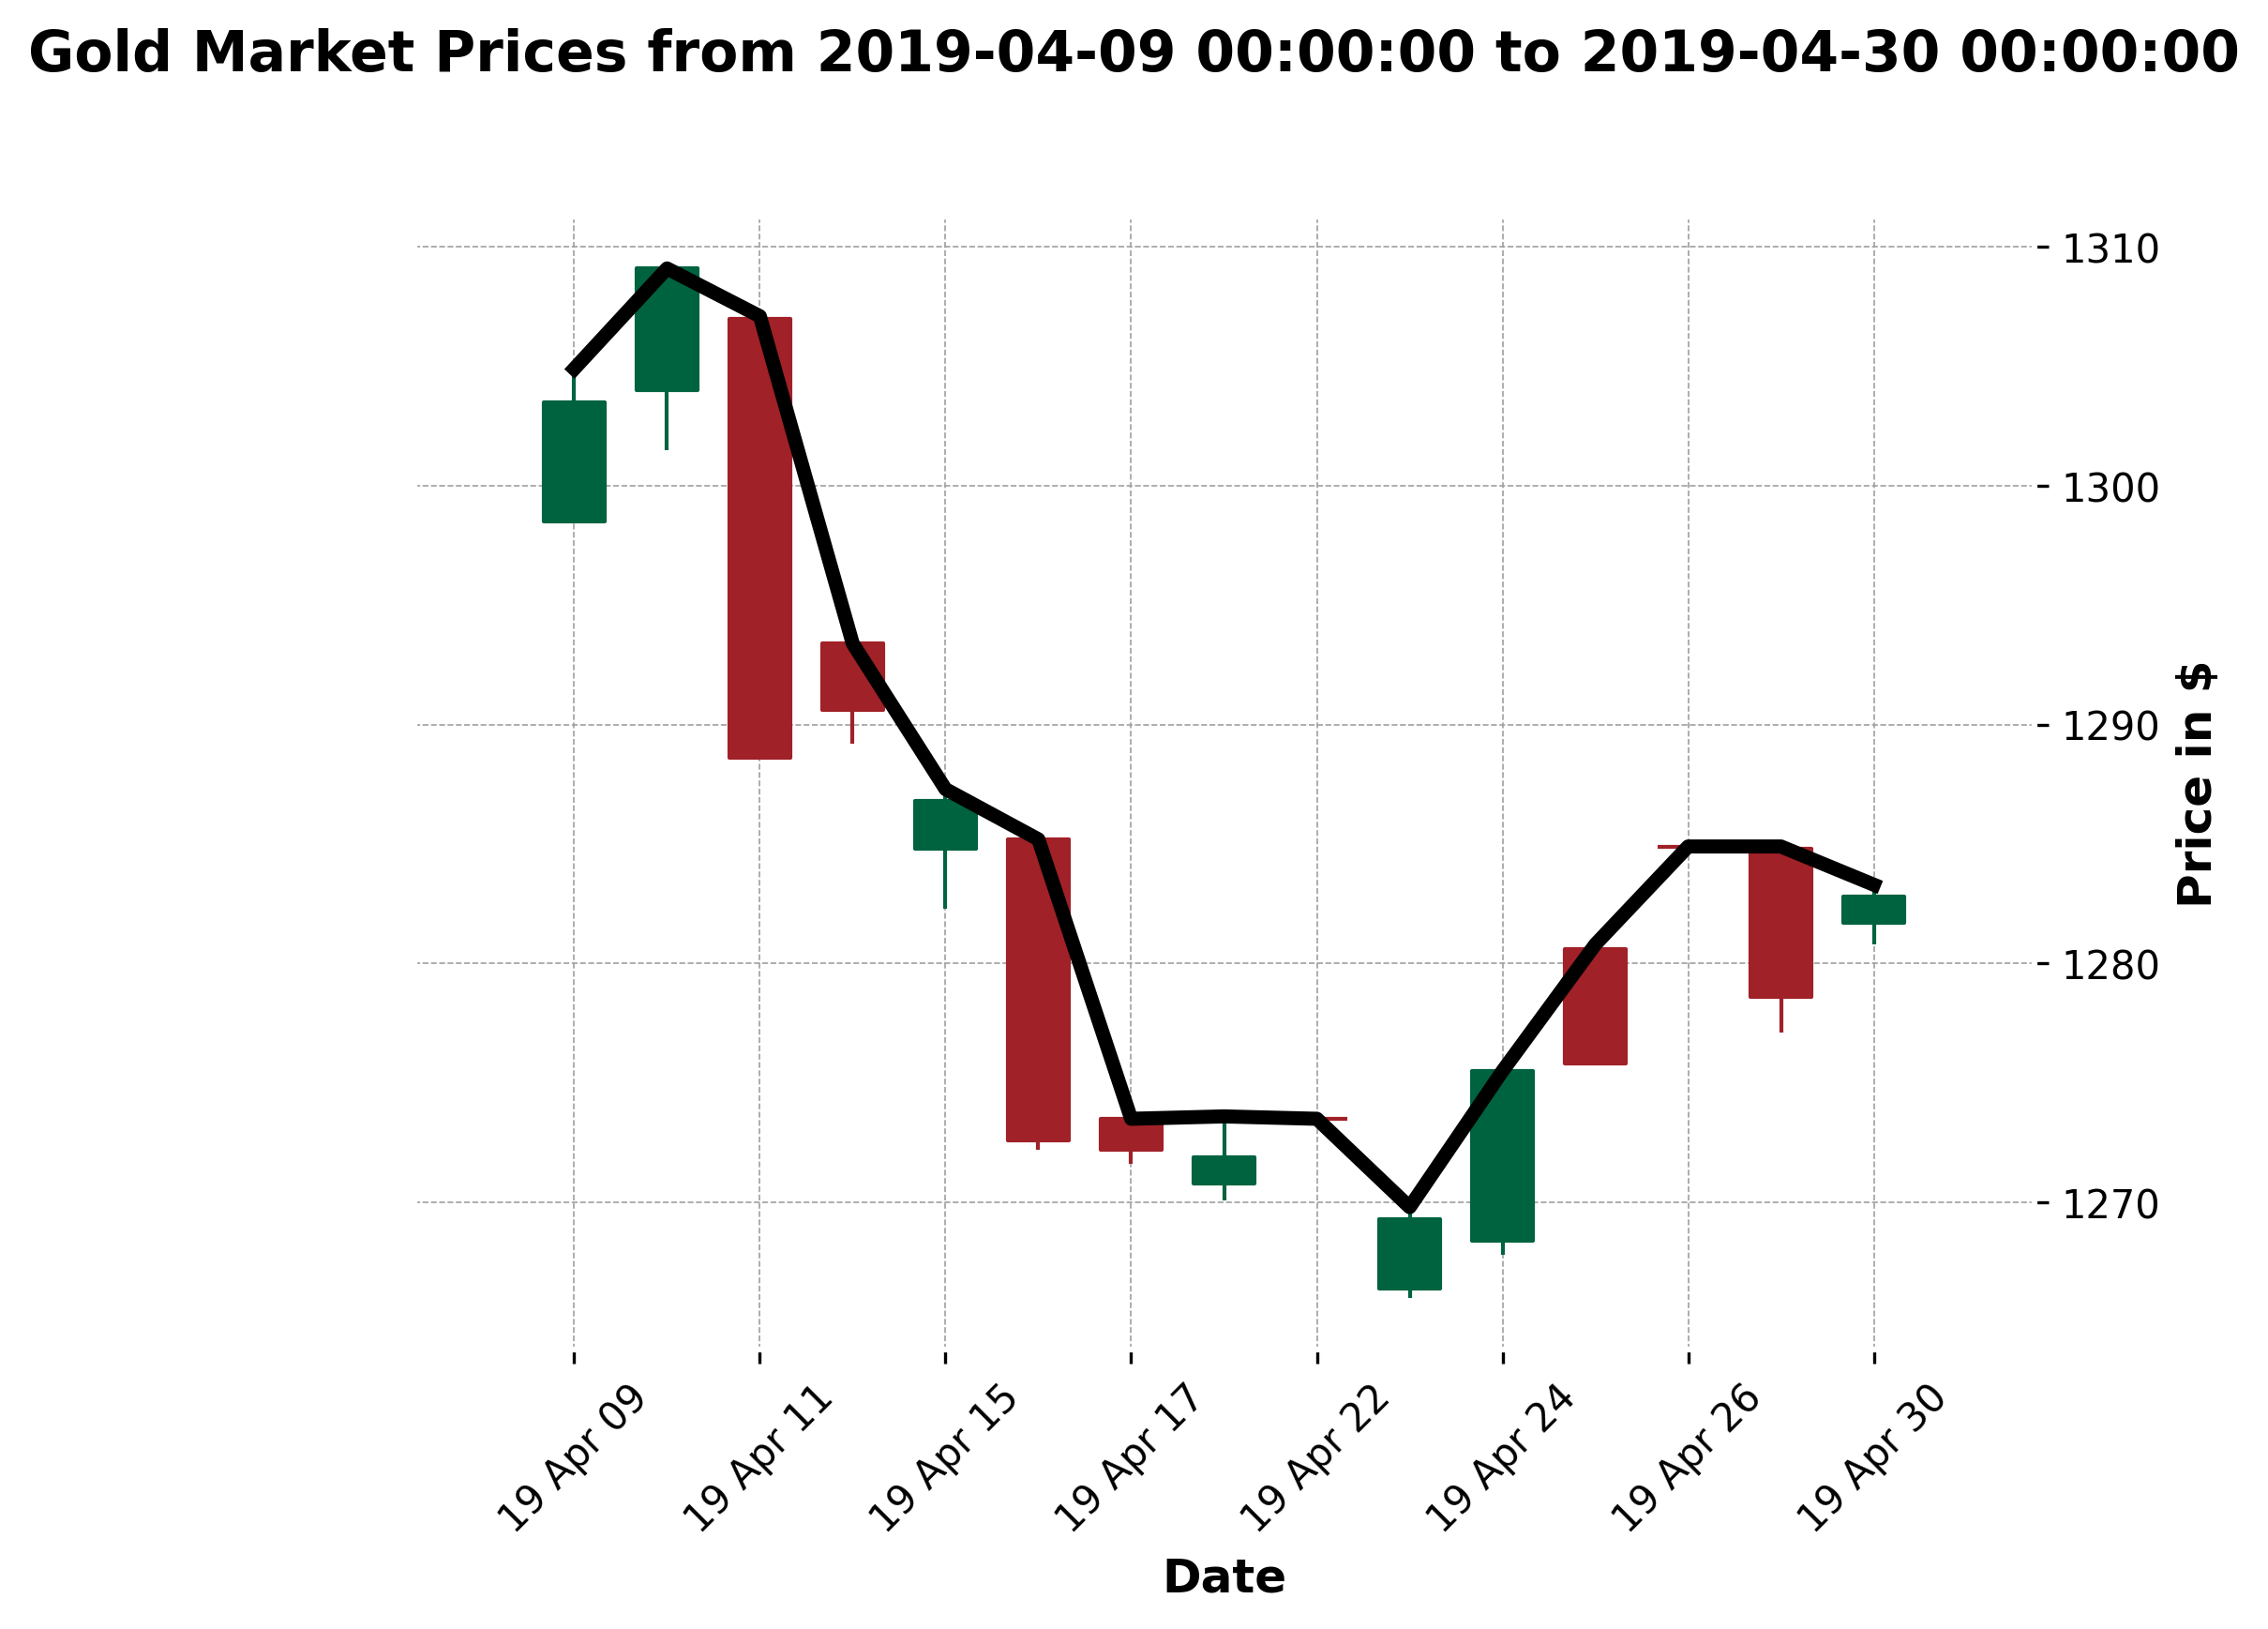 Gold Market Prices from 2019-04-09 00:00:00 to 2019-04-30 00:00:00
1310
1300
1290
1280
1270
Price in $
19 Apr 09
19 Apr 11
19 Apr 15
19 Apr 17
19 Apr 22
19 Apr 24
19 Apr 26
19 Apr 30
Date